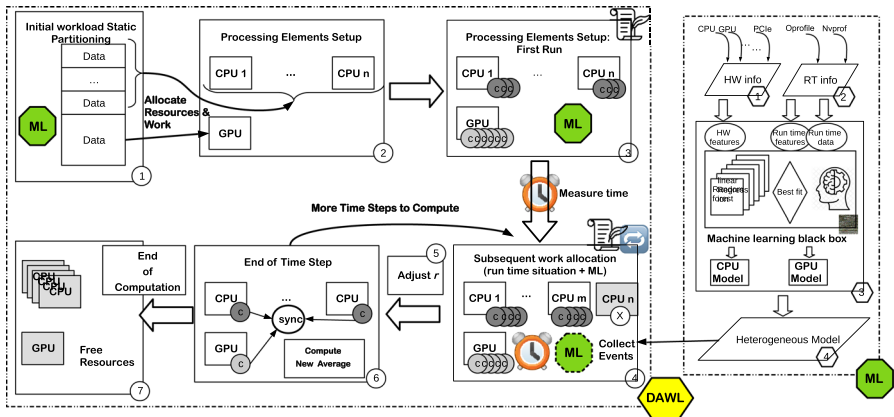 Initial workload Static
Partitioning
Data
...
Data
Data
ML
Allocate
Resources &
Work
1
Processing Elements Setup
CPU 1
...
CPU n
GPU
2
Processing Elements Setup:
First Run
CPU 1
...
CPU n
c c c
c c c
GPU
c c c c c c
ML
3
Measure time
More Time Steps to Compute
Subsequent work allocation
(run time situation + ML)
CPU 1
...
CPU m
CPU n
c c c c
c c c c
X
GPU
c c c c c
ML
Collect
Events
4
5
Adjust r
End of Time Step
CPU
...
CPU
c
c
sync
GPU
c
Compute
New Average
6
End
of
Computation
CPU
CPU
CPU
CPU
GPU
Free
Resources
7
DAWL
CPU
GPU
PCIe
... ...
Oprofile
Nvprof
HW info
1
RT info
2
HW
features
Run time
features
Run time
data
Best fit
Machine learning black box
CPU
Model
GPU
Model
3
Heterogeneous Model
4
ML